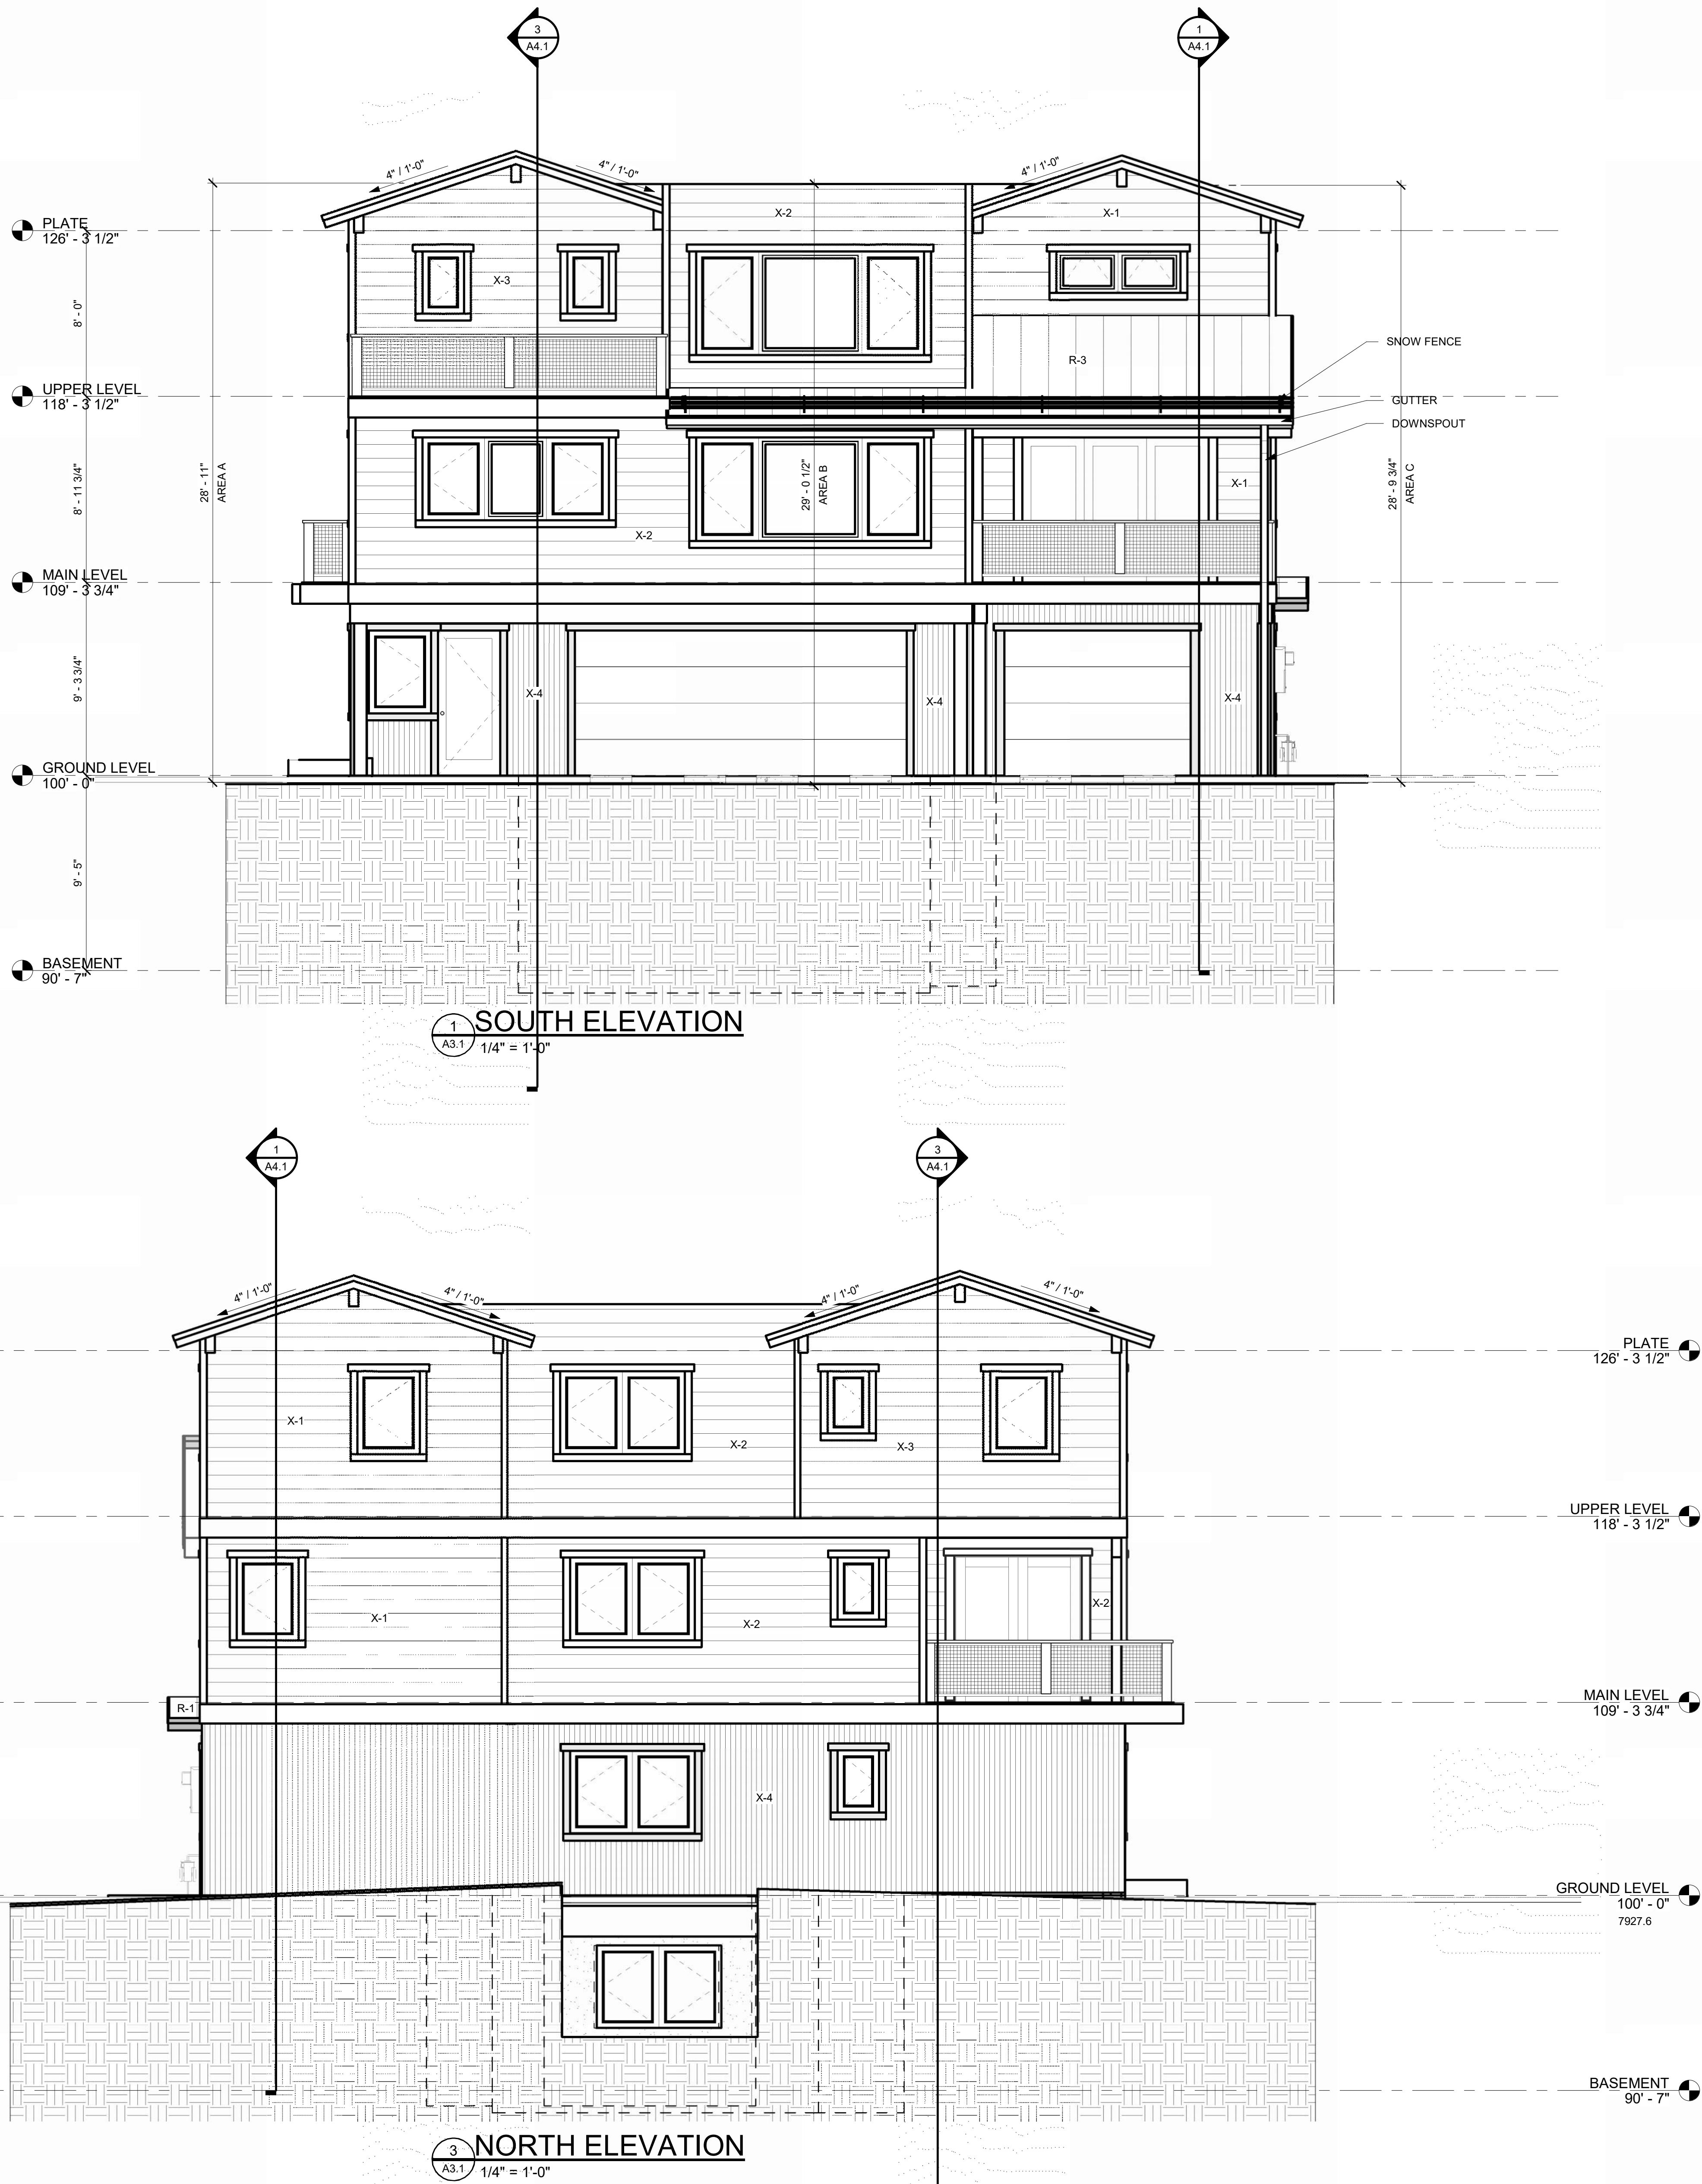 3
A4.1
1
A4.1
4" / 1'-0"
4" / 1'-0"
4" / 1'-0"
X-2
X-1
PLATE
126' - 3 1/2"
X-3
8' - 0"
SNOW FENCE
R-3
UPPER LEVEL
118' - 3 1/2"
GUTTER
DOWNSPOUT
28' - 11"
AREA A
8' - 11 3/4"
29' - 0 1/2"
AREA B
28' - 9 3/4"
AREA C
X-1
X-2
MAIN LEVEL
109' - 3 3/4"
9' - 3 3/4"
X-4
X-4
X-4
GROUND LEVEL
100' - 0"
9' - 5"
BASEMENT
90' - 7"
1
A3.1
SOUTH ELEVATION
1/4" = 1'-0"
1
A4.1
3
A4.1
4" / 1'-0"
4" / 1'-0"
4" / 1'-0"
4" / 1'-0"
PLATE
126' - 3 1/2"
X-1
X-2
X-3
UPPER LEVEL
118' - 3 1/2"
X-1
X-2
X-2
R-1
MAIN LEVEL
109' - 3 3/4"
X-4
GROUND LEVEL
100' - 0"
7927.6
BASEMENT
90' - 7"
3
A3.1
NORTH ELEVATION
1/4" = 1'-0"